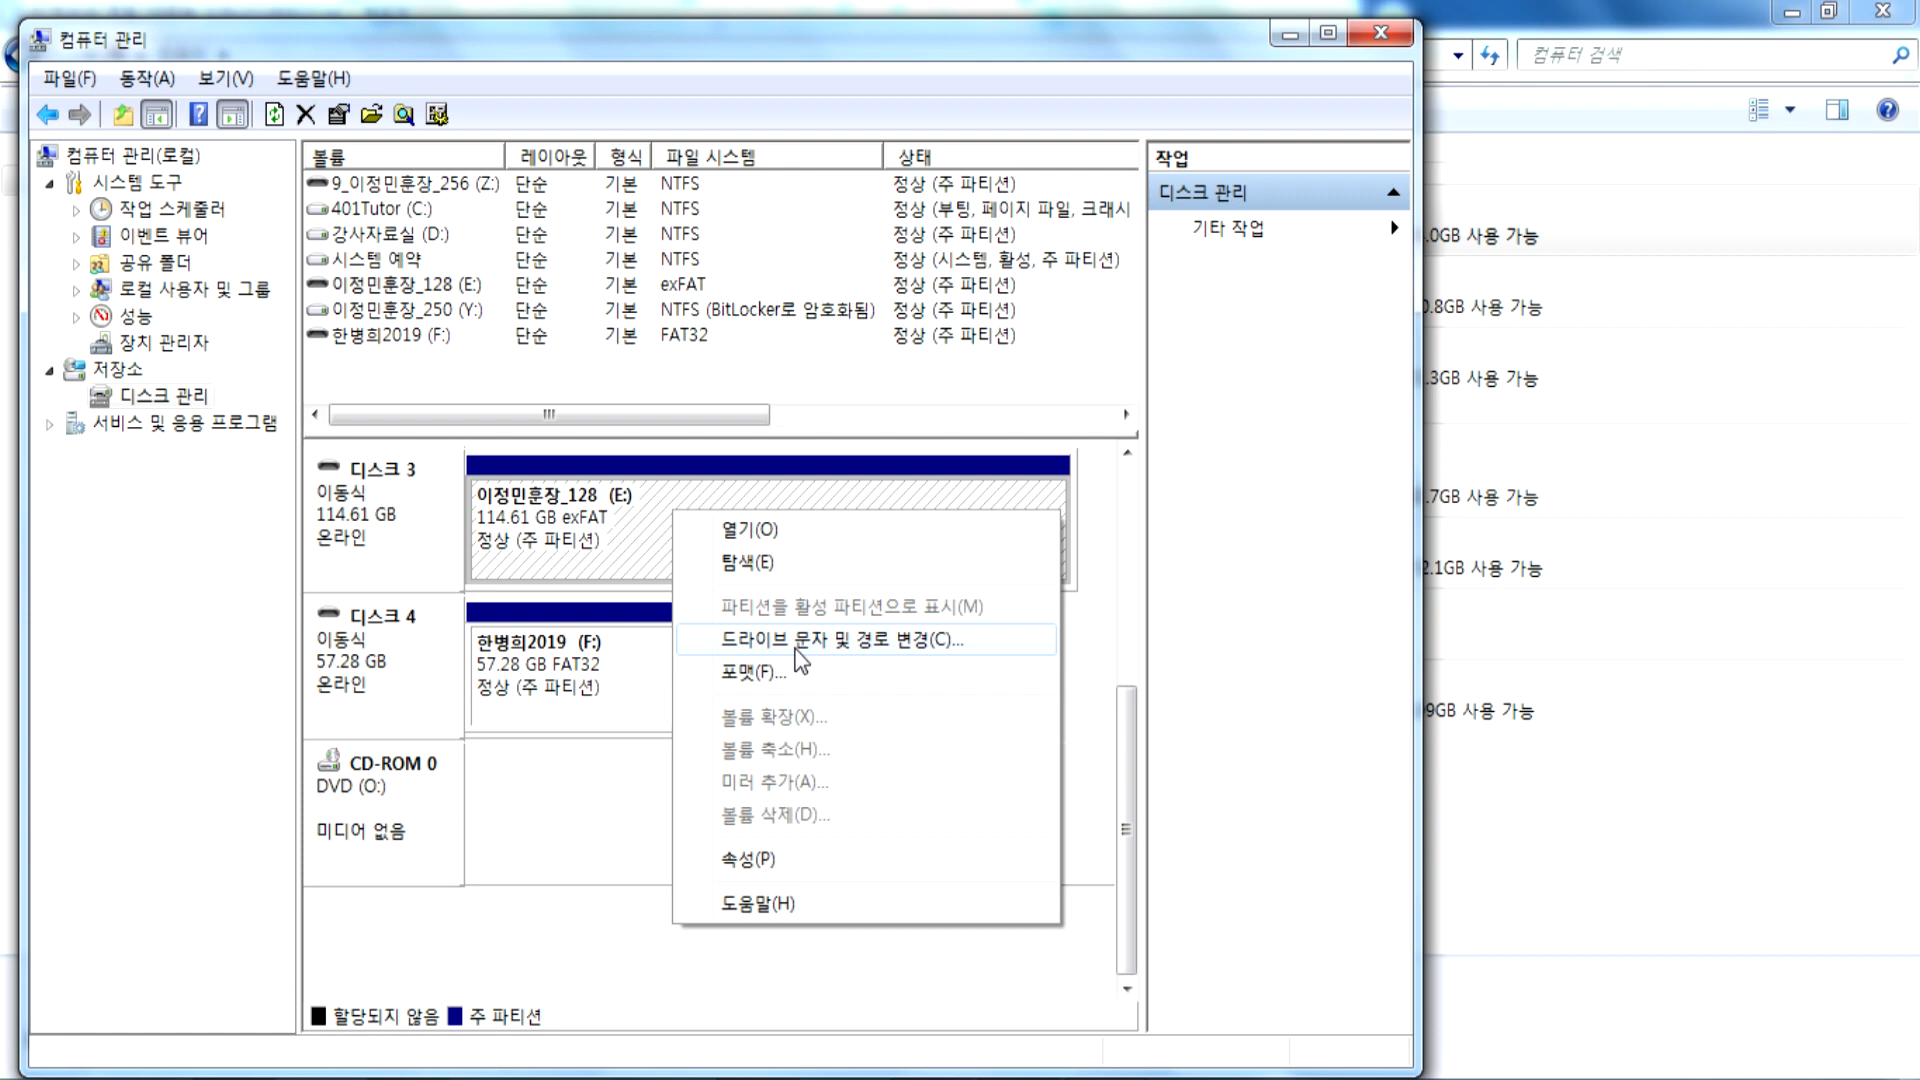 컴퓨터 관리
파일(F) 동작(A) 보기(V) 도움말(H)
컴퓨터 검색
컴퓨터 관리(로컬)
시스템 도구
작업 스케줄러
이벤트 뷰어
공유 폴더
로컬 사용자 및 그룹
성능
장치 관리자
저장소
디스크 관리
서비스 및 응용 프로그램
볼륨 레이아웃 형식 파일 시스템 상태
9_이정민훈장_256 (Z:) 단순 기본 NTFS 정상 (주 파티션)
401Tutor (C:) 단순 기본 NTFS 정상 (부팅, 페이지 파일, 크래시
강사자료실 (D:) 단순 기본 NTFS 정상 (주 파티션)
시스템 예약 단순 기본 NTFS 정상 (시스템, 활성, 주 파티션)
이정민훈장_128 (E:) 단순 기본 exFAT 정상 (주 파티션)
이정민훈장_250 (Y:) 단순 기본 NTFS (BitLocker로 암호화됨) 정상 (주 파티션)
한병희2019 (F:) 단순 기본 FAT32 정상 (주 파티션)
디스크 3
이동식
114.61 GB
온라인
이정민훈장_128 (E:)
114.61 GB exFAT
정상 (주 파티션)
디스크 4
이동식
57.28 GB
온라인
한병희2019 (F:)
57.28 GB FAT32
정상 (주 파티션)
CD-ROM 0
DVD (O:)
미디어 없음
열기(O)
탐색(E)
파티션을 활성 파티션으로 표시(M)
드라이브 문자 및 경로 변경(C)...
포맷(F)...
볼륨 확장(X)...
볼륨 축소(H)...
미러 추가(A)...
볼륨 삭제(D)...
속성(P)
도움말(H)
할당되지 않음 주 파티션
작업
디스크 관리
기타 작업
.0GB 사용 가능
0.8GB 사용 가능
.3GB 사용 가능
.7GB 사용 가능
2.1GB 사용 가능
9GB 사용 가능